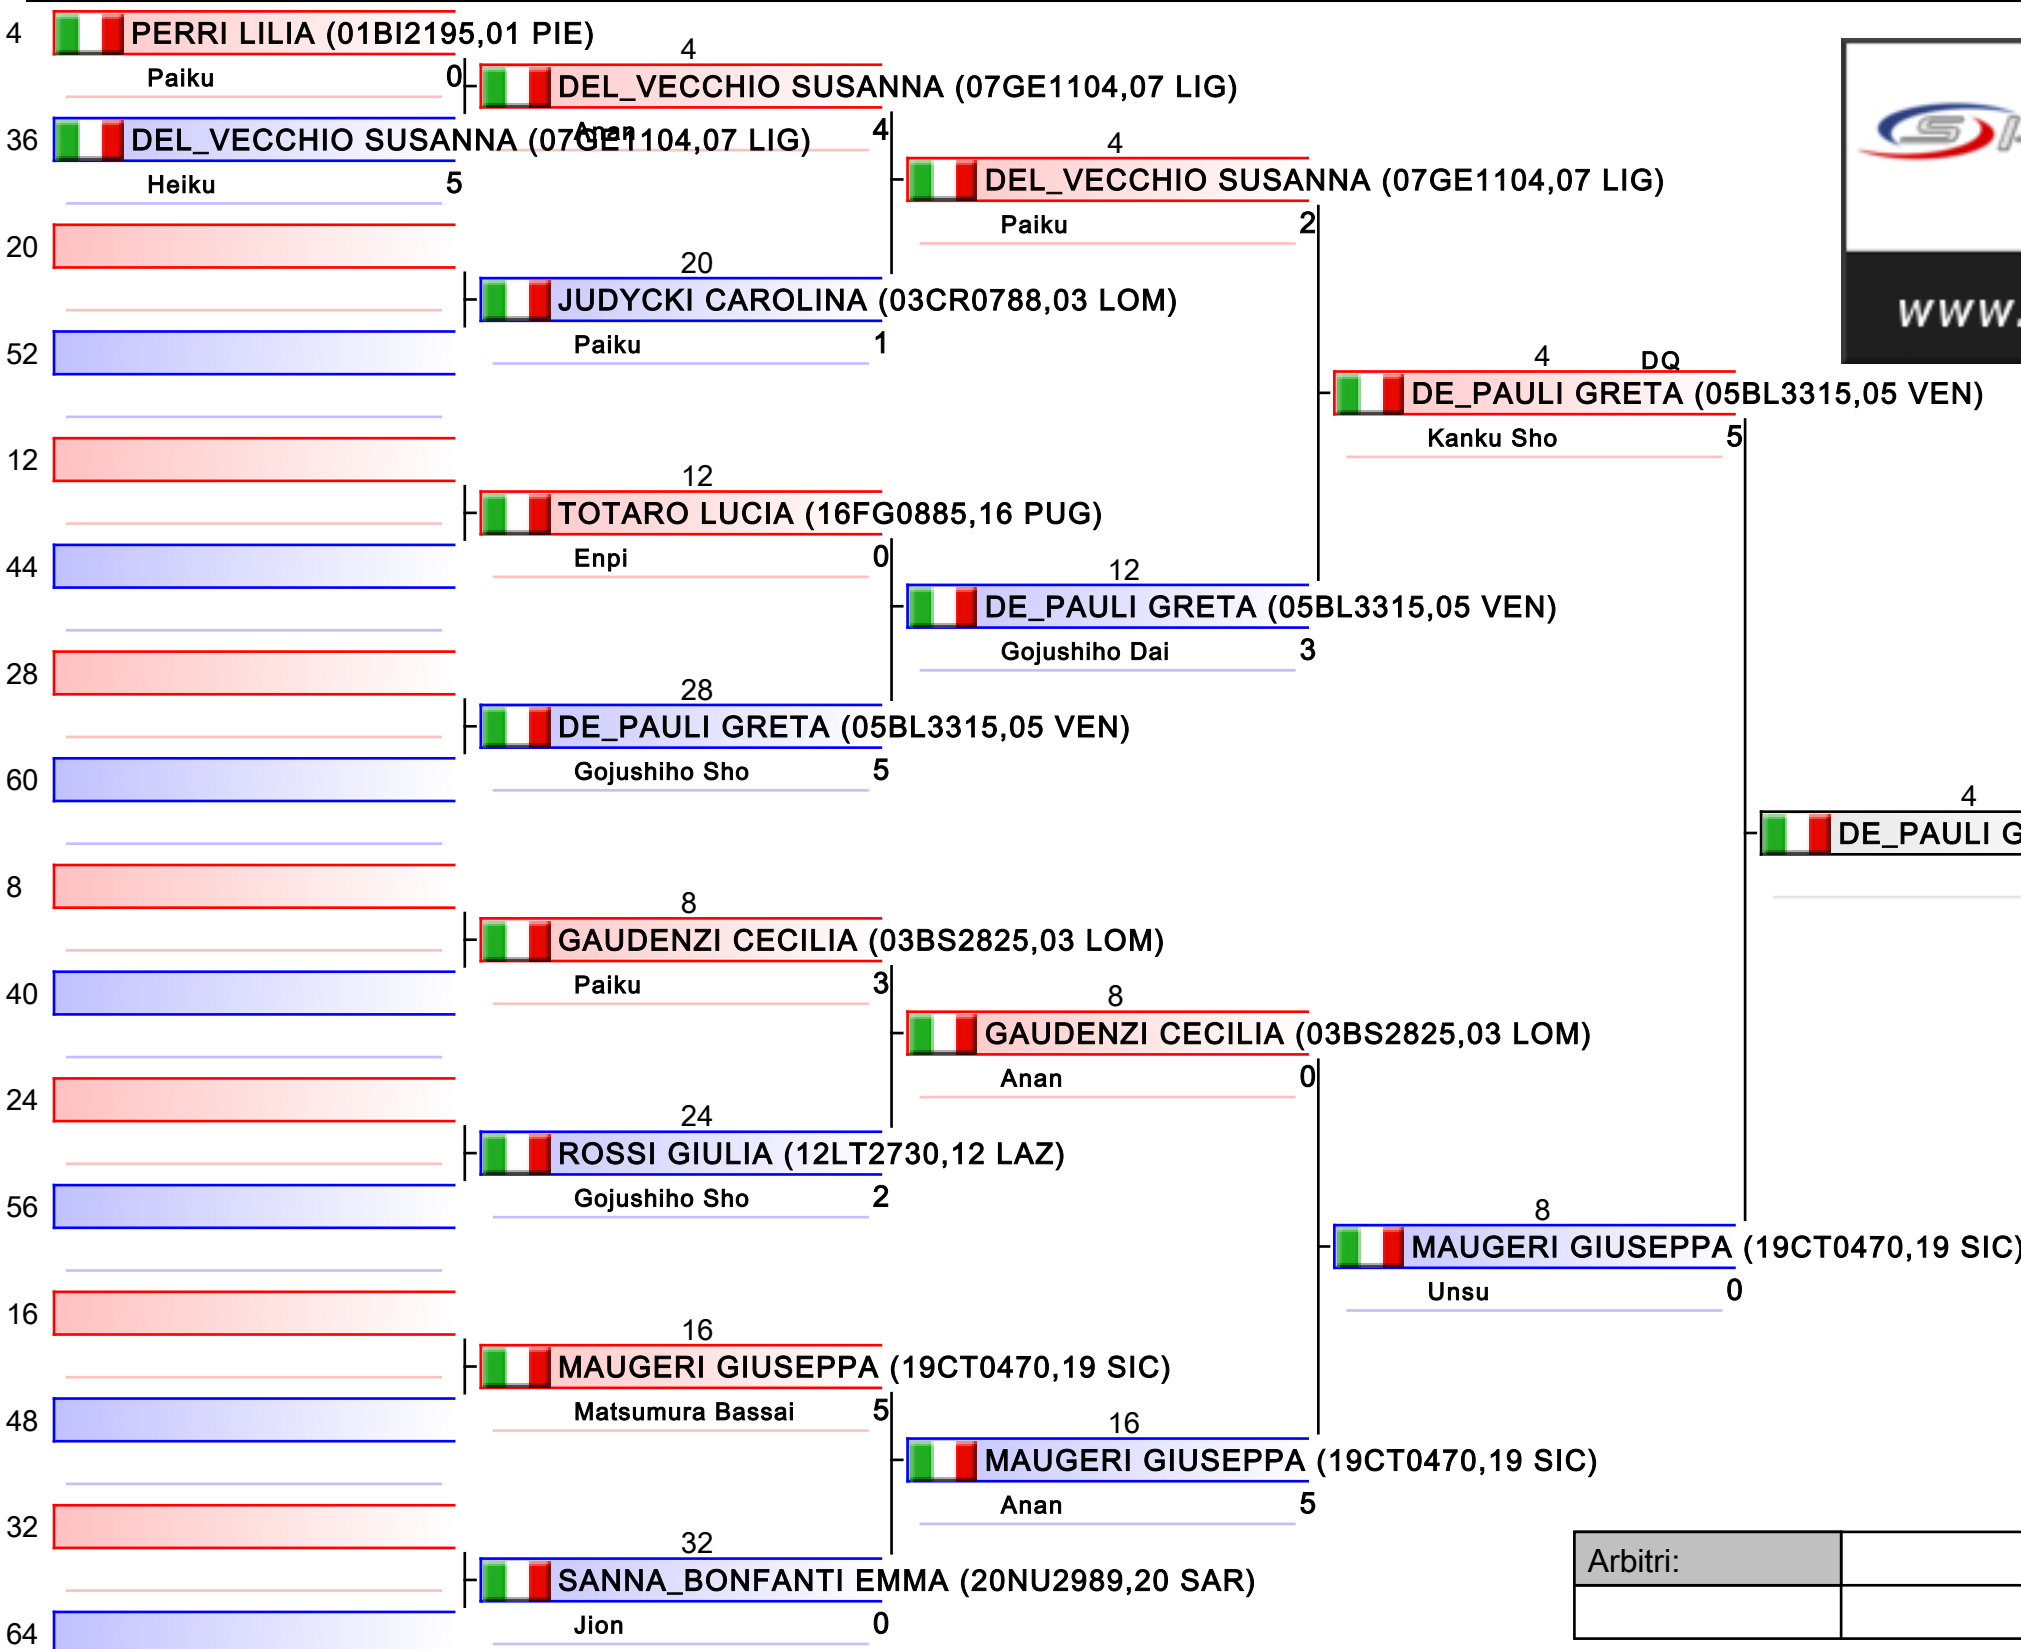 4
PERRI LILIA (01BI2195,01 PIE)
Paiku 0
36
DEL_VECCHIO SUSANNA (07GE1104,07 LIG)
Heiku 5
20
52
12
44
28
60
8
40
24
56
16
48
32
64
4
DEL_VECCHIO SUSANNA (07GE1104,07 LIG)
Anan 4
20
JUDYCKI CAROLINA (03CR0788,03 LOM)
Paiku 1
12
TOTARO LUCIA (16FG0885,16 PUG)
Enpi 0
28
DE_PAULI GRETA (05BL3315,05 VEN)
Gojushiho Sho 5
8
GAUDENZI CECILIA (03BS2825,03 LOM)
Paiku 3
24
ROSSI GIULIA (12LT2730,12 LAZ)
Gojushiho Sho 2
16
MAUGERI GIUSEPPA (19CT0470,19 SIC)
Matsumura Bassai 5
32
SANNA_BONFANTI EMMA (20NU2989,20 SAR)
Jion 0
4
DEL_VECCHIO SUSANNA (07GE1104,07 LIG)
Paiku 2
12
DE_PAULI GRETA (05BL3315,05 VEN)
Gojushiho Dai 3
8
GAUDENZI CECILIA (03BS2825,03 LOM)
Anan 0
16
MAUGERI GIUSEPPA (19CT0470,19 SIC)
Anan 5
4 DQ
DE_PAULI GRETA (05BL3315,05 VEN)
Kanku Sho 5
8
MAUGERI GIUSEPPA (19CT0470,19 SIC)
Unsu 0
4
DE_PAULI G
www.
Arbitri: